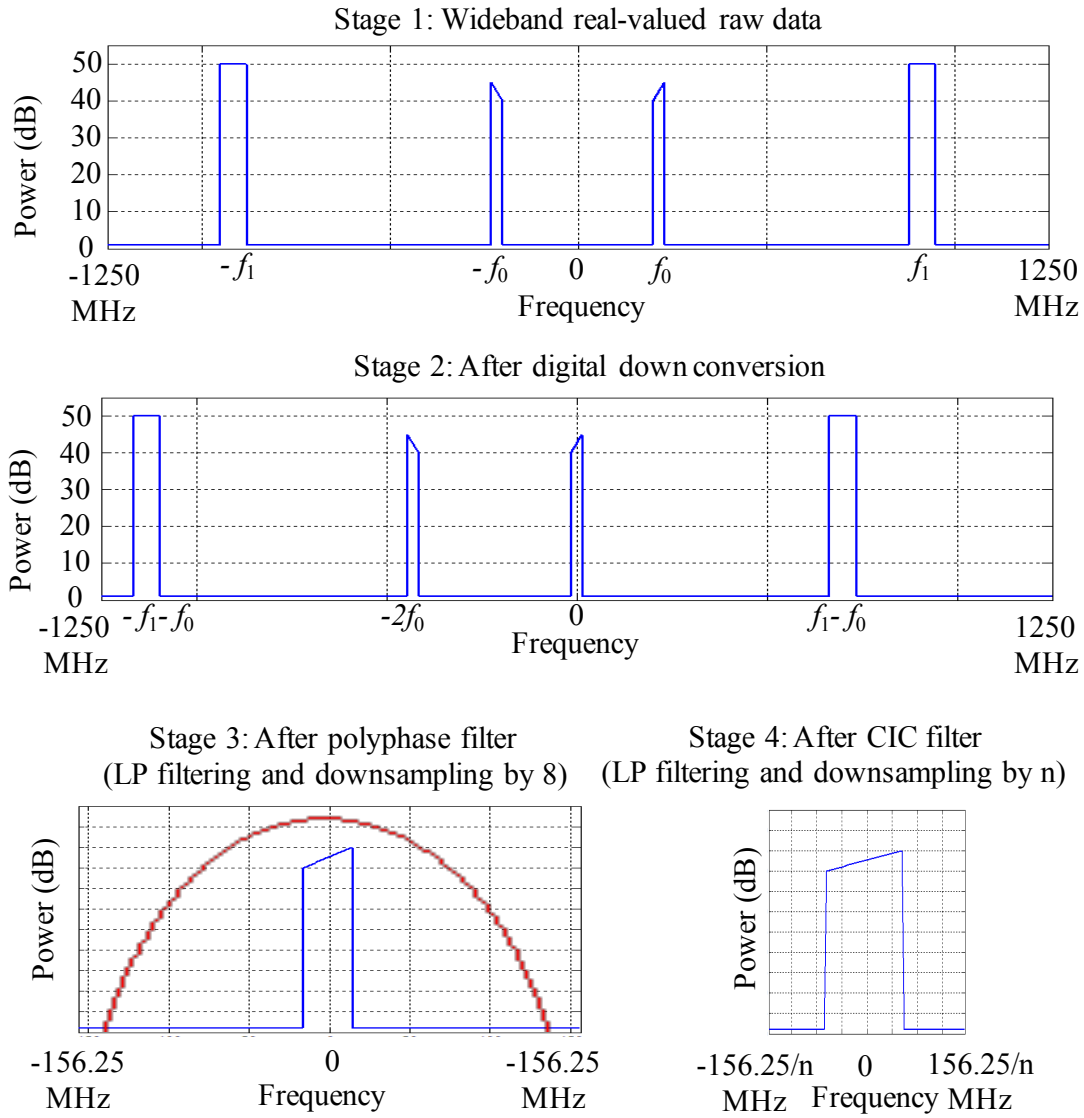 Stage 1: Wideband real-valued raw data
Power (dB)
50
40
30
20
10
0
-1250 MHz
-f₁
-f₀
0
f₀
f₁
1250 MHz
Frequency
Stage 2: After digital down conversion
Power (dB)
50
40
30
20
10
0
-1250 MHz
-f₁-f₀
-2f₀
0
f₁-f₀
1250 MHz
Frequency
Stage 3: After polyphase filter
(LP filtering and downsampling by 8)
Power (dB)
-156.25 MHz
0
-156.25 MHz
Frequency
Stage 4: After CIC filter
(LP filtering and downsampling by n)
Power (dB)
-156.25/n MHz
0
156.25/n MHz
Frequency